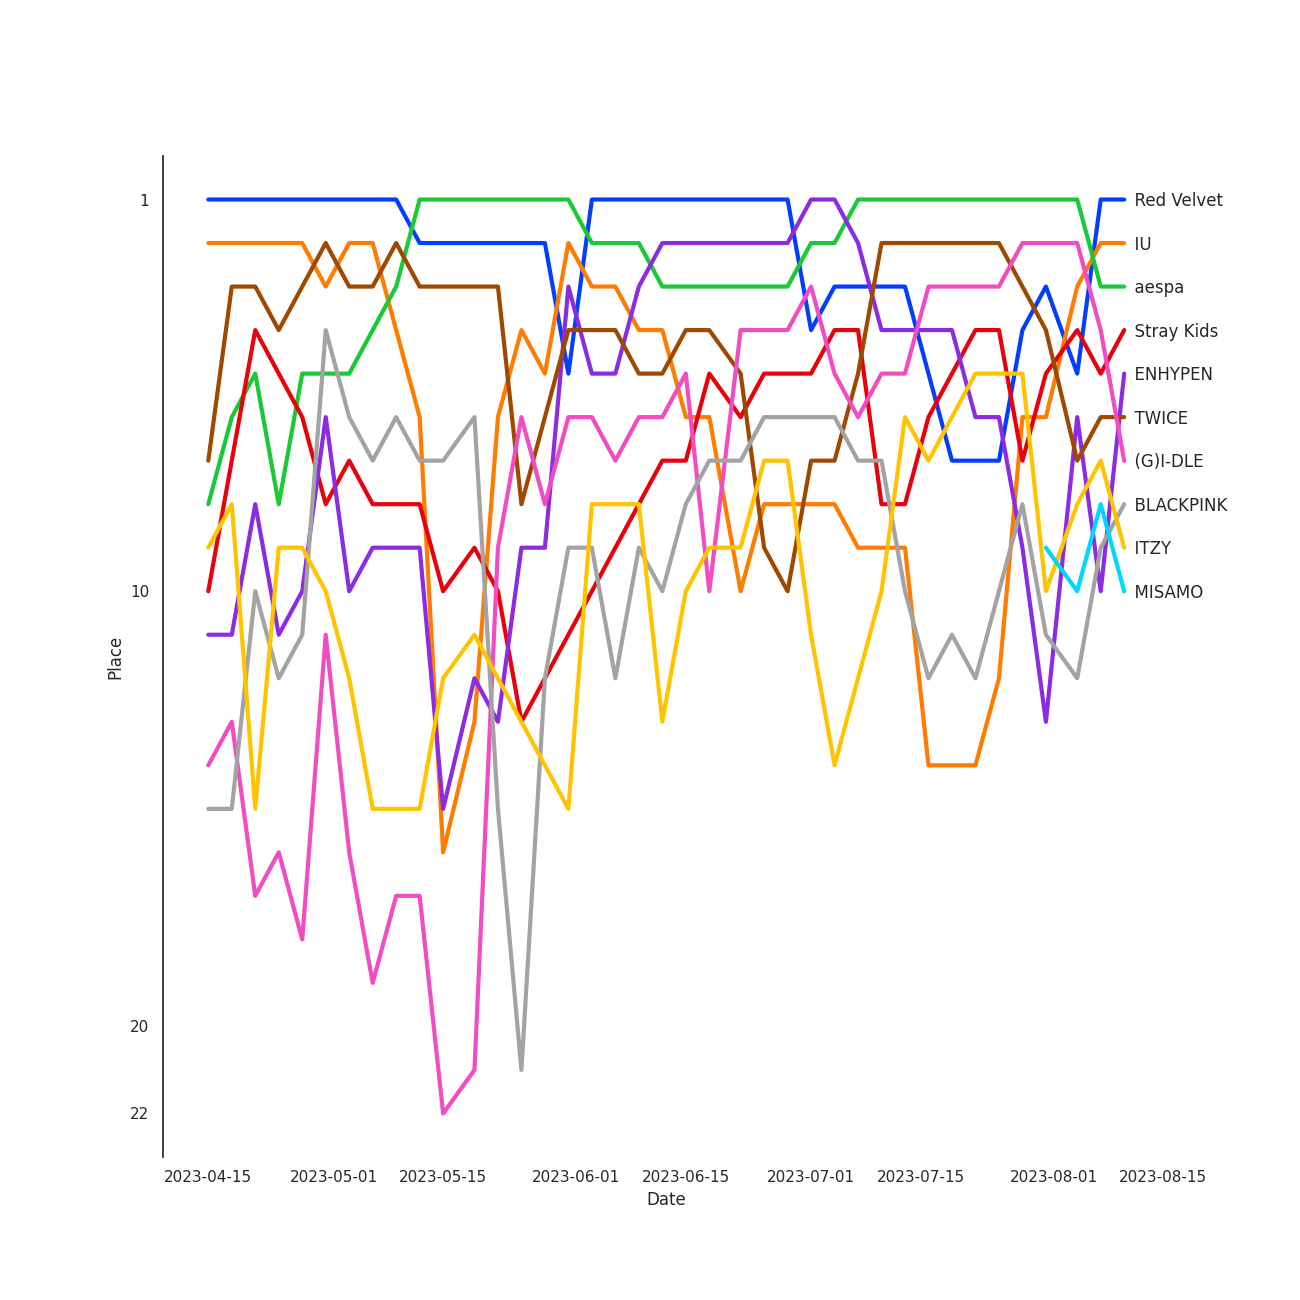 1
Red Velvet
IU
aespa
Stray Kids
ENHYPEN
TWICE
(G)I-DLE
BLACKPINK
ITZY
10
MISAMO
Place
20
22
2023-04-15 2023-05-01 2023-05-15 2023-06-01 2023-06-15 2023-07-01 2023-07-15 2023-08-01 2023-08-15
Date